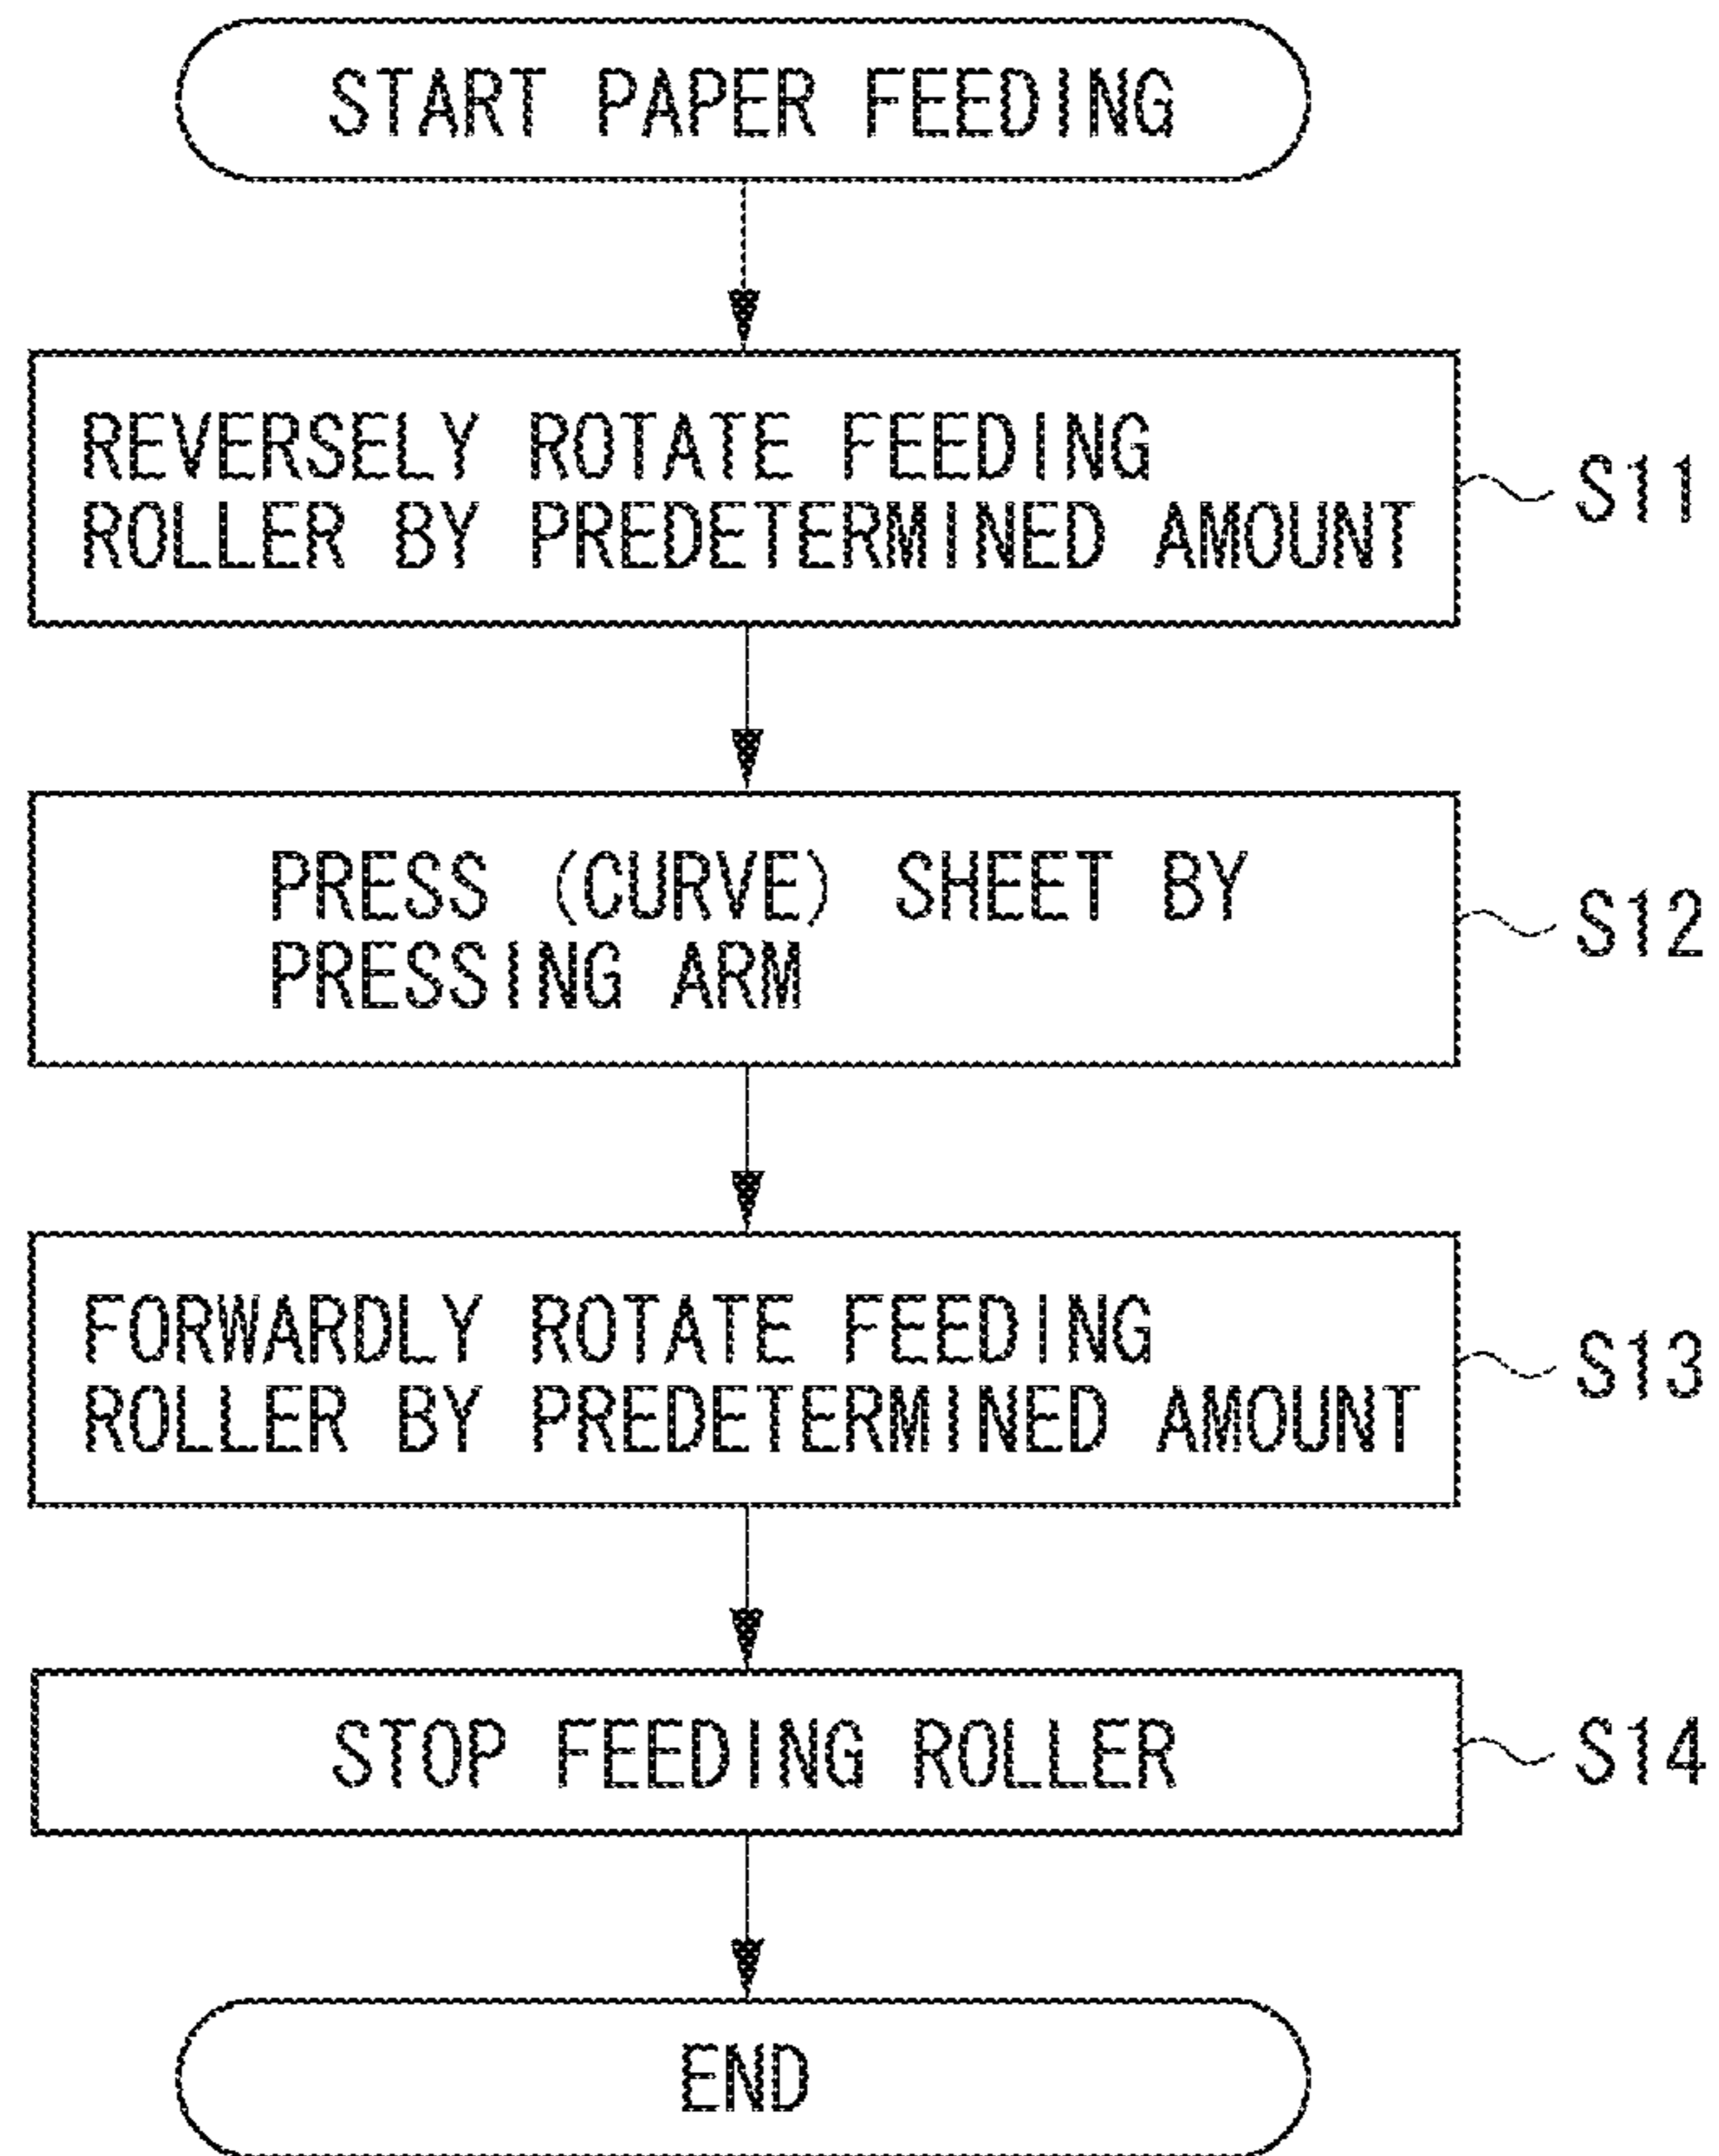 START PAPER FEEDING
REVERSELY ROTATE FEEDING
ROLLER BY PREDETERMINED AMOUNT
S11
PRESS (CURVE) SHEET BY
PRESSING ARM
S12
FORWARDLY ROTATE FEEDING
ROLLER BY PREDETERMINED AMOUNT
S13
STOP FEEDING ROLLER
S14
END